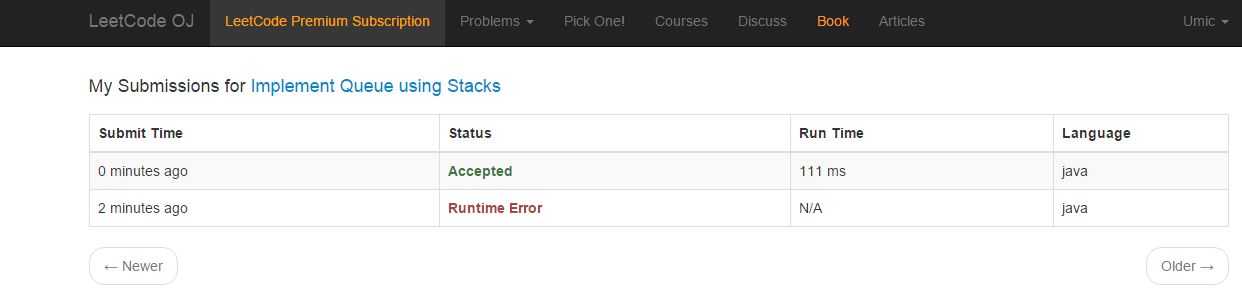 LeetCode OJ LeetCode Premium Subscription Problems Pick One! Courses Discuss Book Articles Umic
My Submissions for Implement Queue using Stacks
Submit Time Status Run Time Language
0 minutes ago Accepted 111 ms java
2 minutes ago Runtime Error N/A java
← Newer Older →